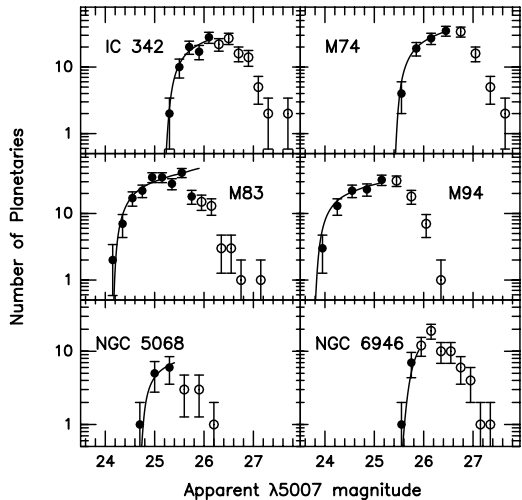 IC 342
M74
10
1
M83
M94
10
1
NGC 5068
NGC 6946
10
1
24 25 26 27 24 25 26 27
Number of Planetaries
Apparent λ5007 magnitude